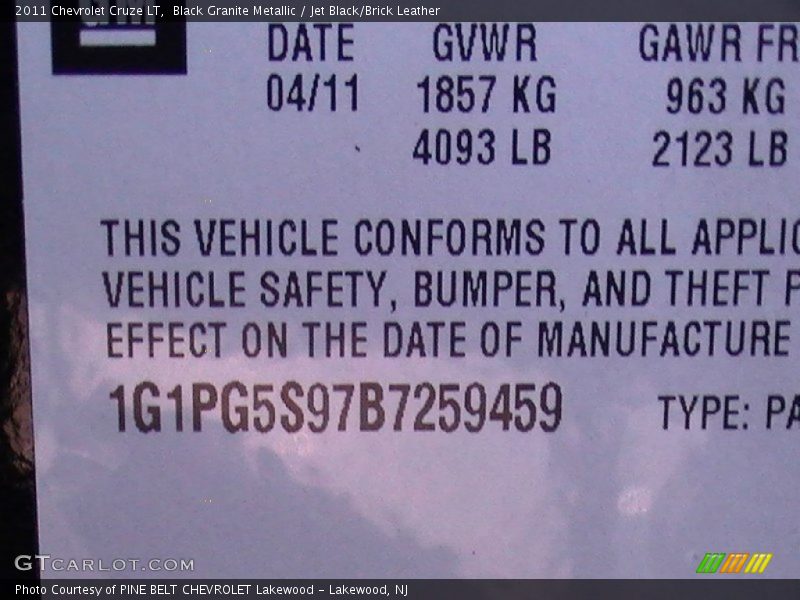 2011 Chevrolet Cruze LT, Black Granite Metallic / Jet Black/Brick Leather
GM
DATE GVWR GAWR FR
04/11 1857 KG 963 KG
4093 LB 2123 LB
THIS VEHICLE CONFORMS TO ALL APPLIC
VEHICLE SAFETY, BUMPER, AND THEFT P
EFFECT ON THE DATE OF MANUFACTURE
1G1PG5S97B7259459 TYPE: PA
GTCARLOT.COM
Photo Courtesy of PINE BELT CHEVROLET Lakewood - Lakewood, NJ